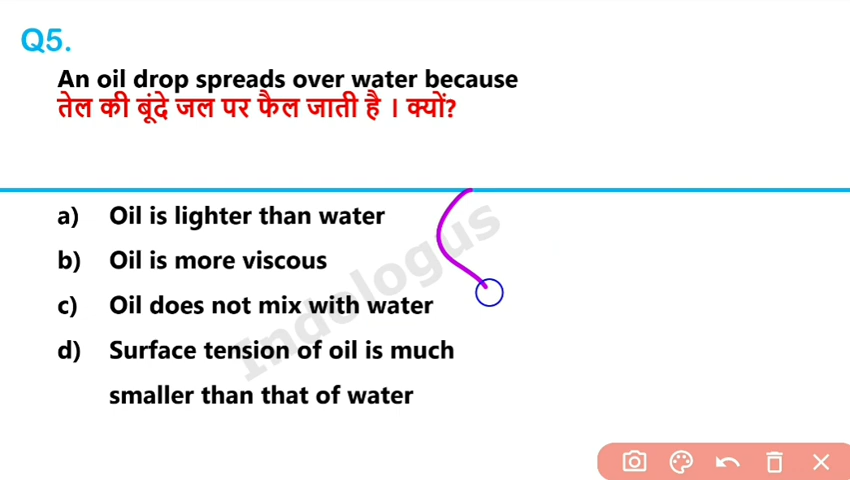 Q5.
An oil drop spreads over water because
तेल की बूंदे जल पर फैल जाती है । क्यों?
a) Oil is lighter than water
b) Oil is more viscous
c) Oil does not mix with water
d) Surface tension of oil is much
smaller than that of water
Indologus